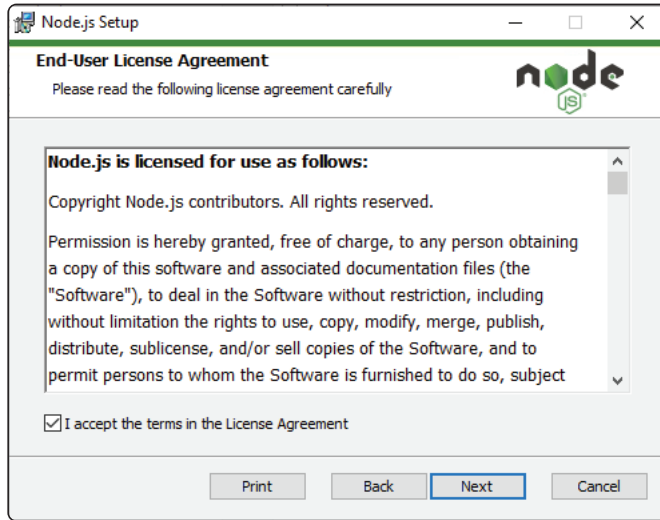 Node.js Setup
End-User License Agreement
Please read the following license agreement carefully
node
JS
Node.js is licensed for use as follows:
Copyright Node.js contributors. All rights reserved.
Permission is hereby granted, free of charge, to any person obtaining
a copy of this software and associated documentation files (the
"Software"), to deal in the Software without restriction, including
without limitation the rights to use, copy, modify, merge, publish,
distribute, sublicense, and/or sell copies of the Software, and to
permit persons to whom the Software is furnished to do so, subject
I accept the terms in the License Agreement
Print Back Next Cancel